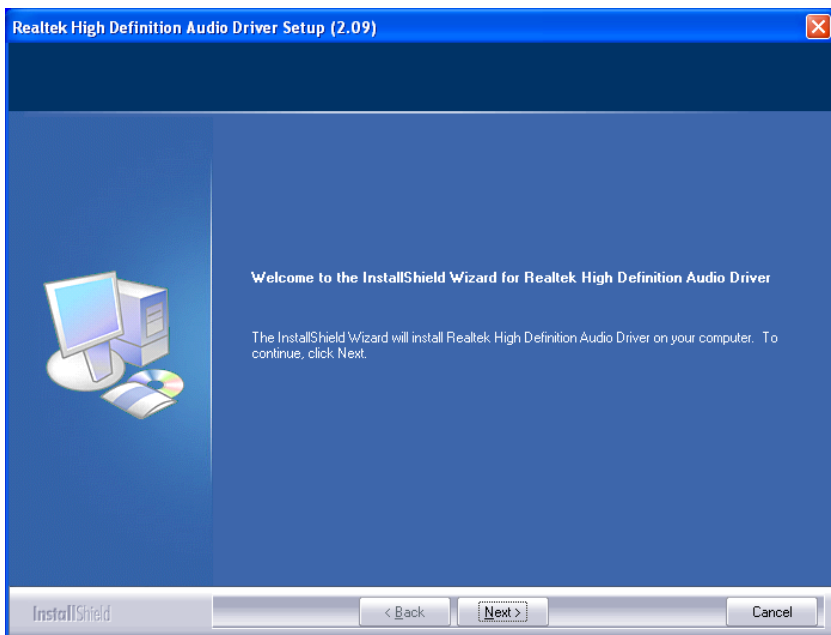 Realtek High Definition Audio Driver Setup (2.09)
Welcome to the InstallShield Wizard for Realtek High Definition Audio Driver
The InstallShield Wizard will install Realtek High Definition Audio Driver on your computer. To
continue, click Next.
InstallShield
< Back
Next >
Cancel